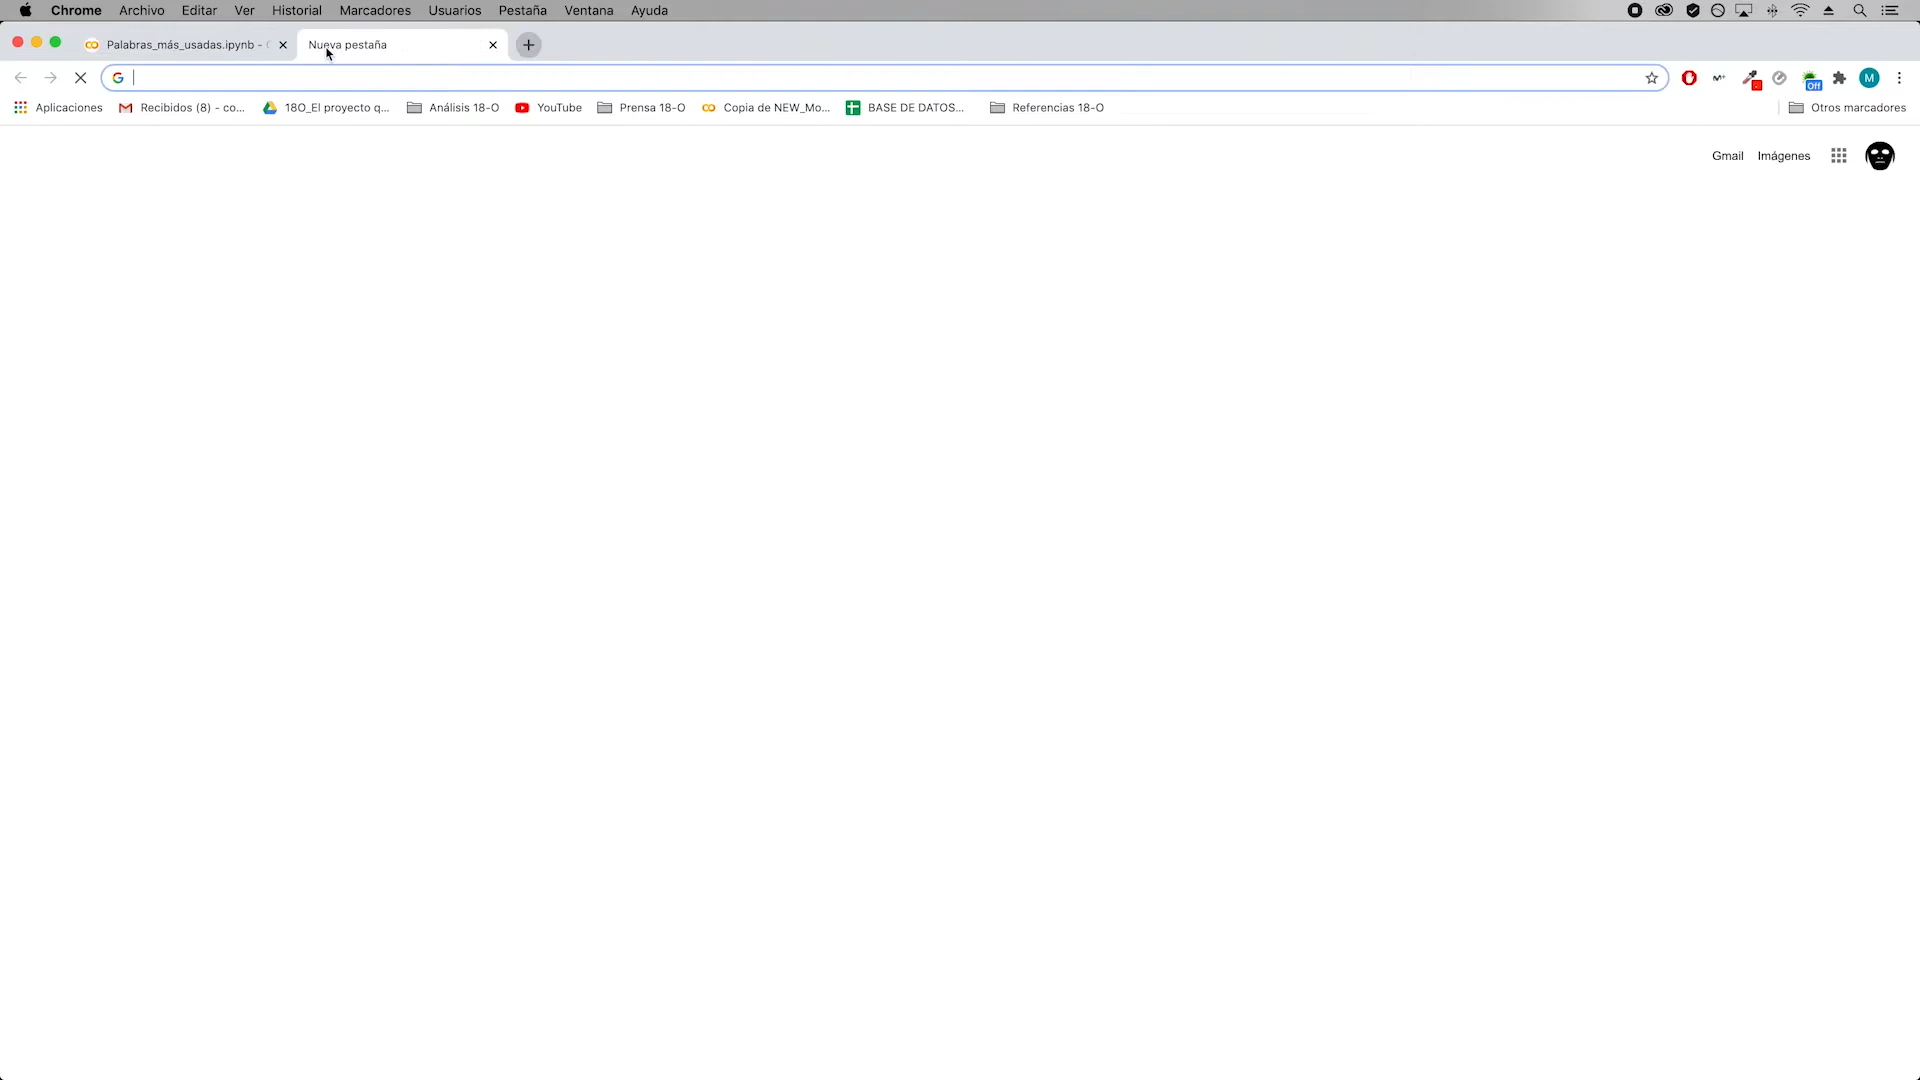 Chrome Archivo Editar Ver Historial Marcadores Usuarios Pestaña Ventana Ayuda
Palabras_más_usadas.ipynb - Nueva pestaña
Aplicaciones Recibidos (8) - co... 18O_El proyecto q... Análisis 18-O YouTube Prensa 18-O Copia de NEW_Mo... BASE DE DATOS... Referencias 18-O Otros marcadores
Off
M
Gmail Imágenes